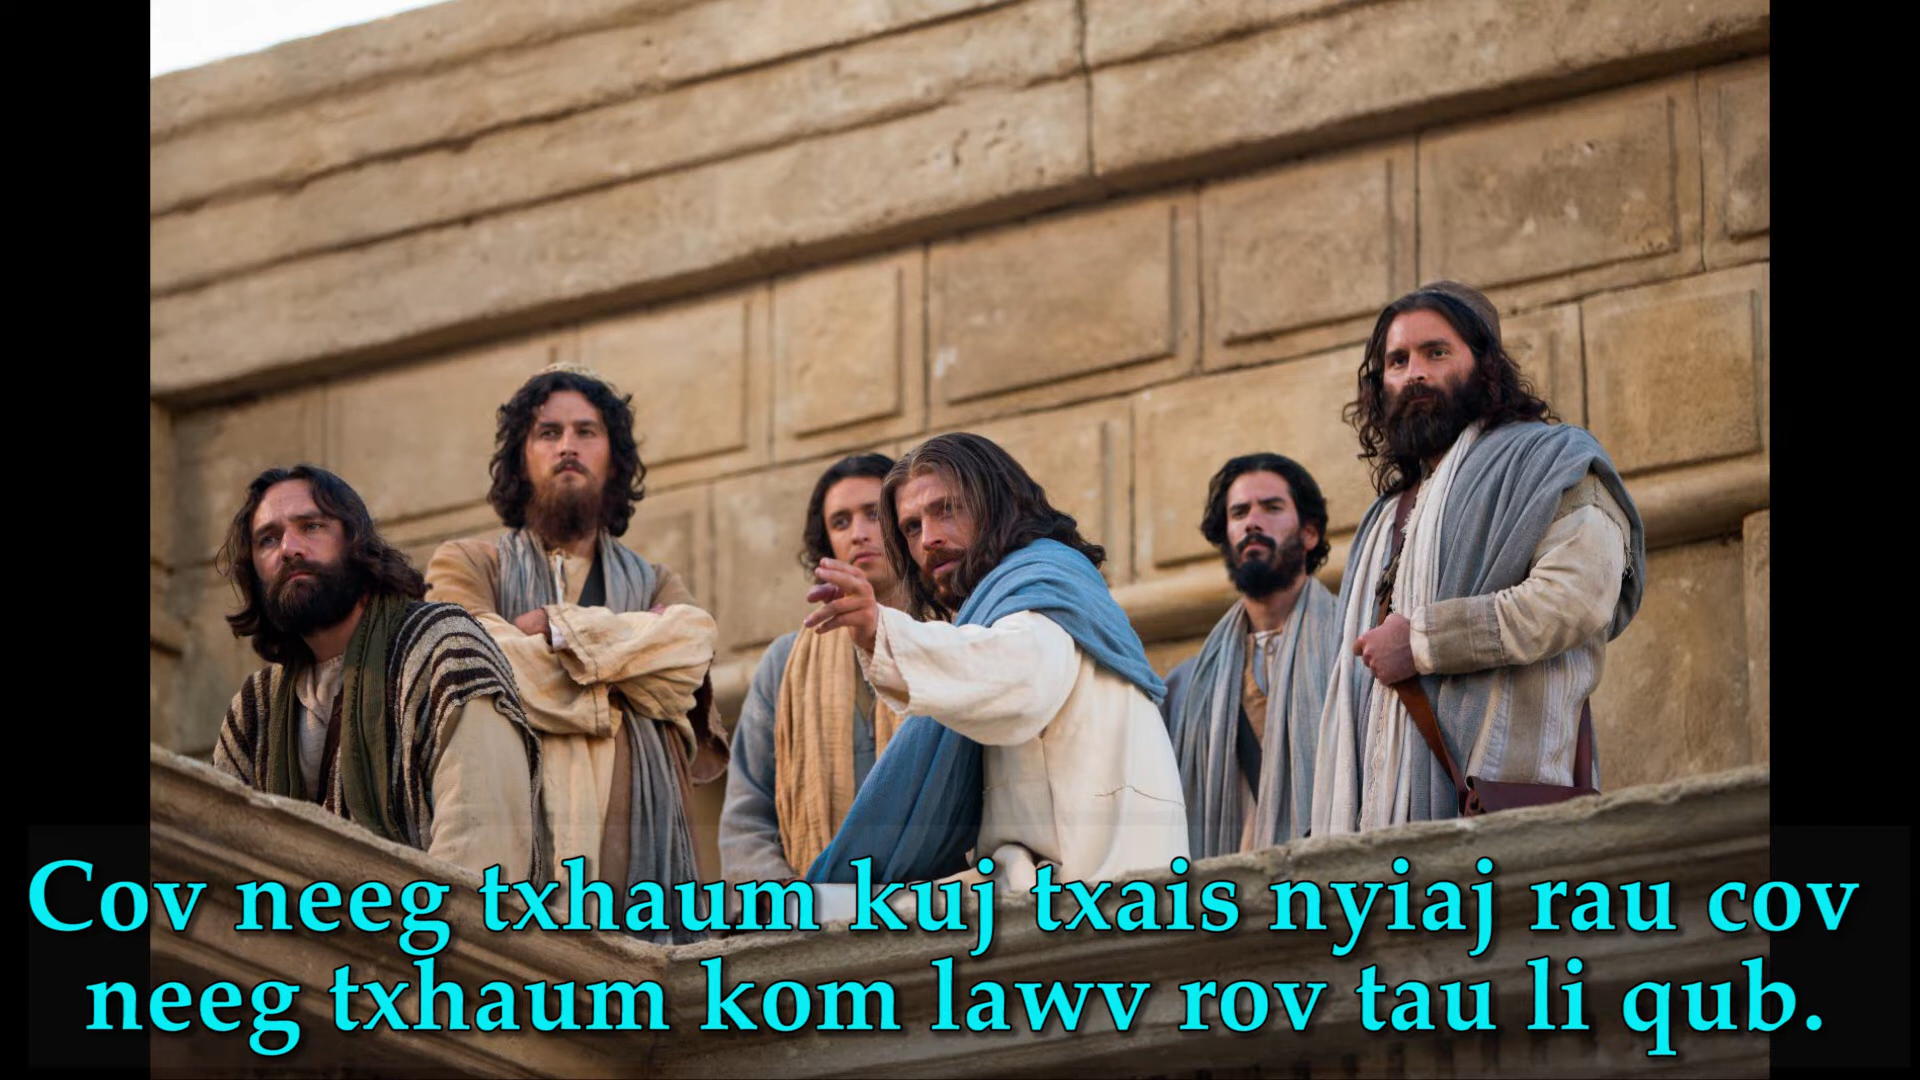 Cov neeg txhaum kuj txais nyiaj rau cov
neeg txhaum kom lawv rov tau li qub.